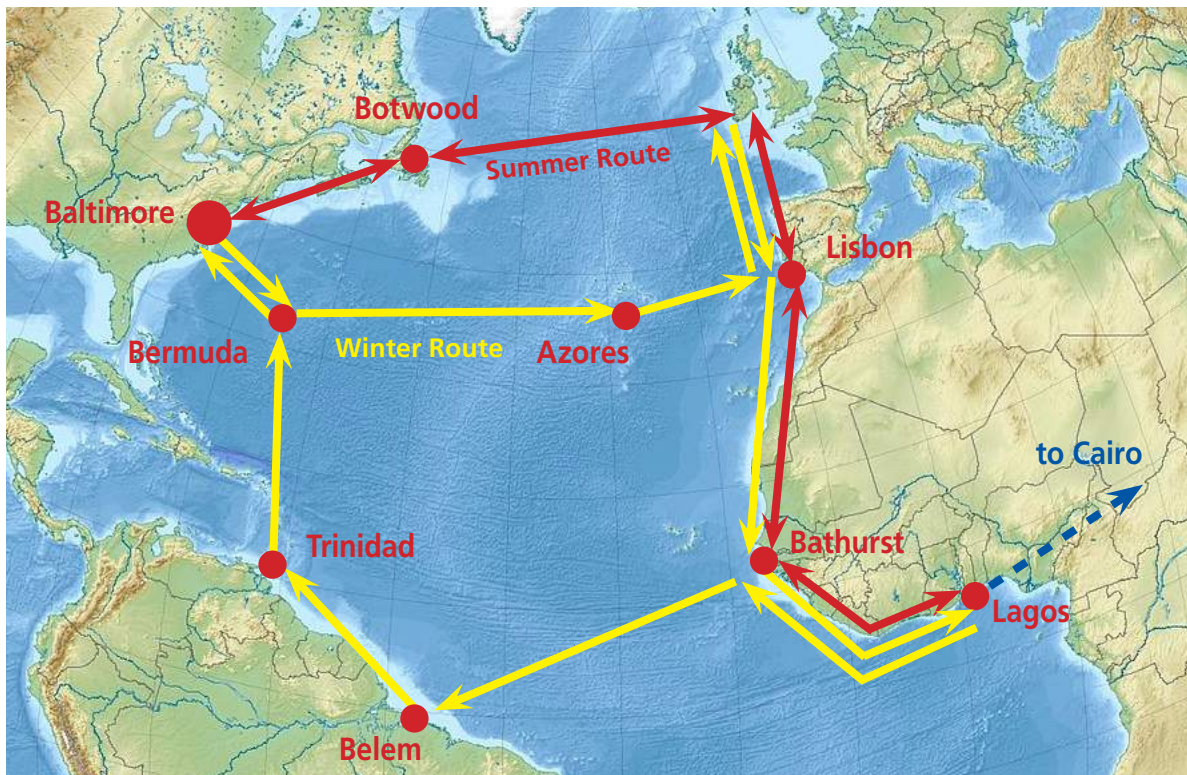 Botwood
Summer Route
Baltimore
Lisbon
Bermuda
Winter Route
Azores
to Cairo
Trinidad
Bathurst
Lagos
Belem